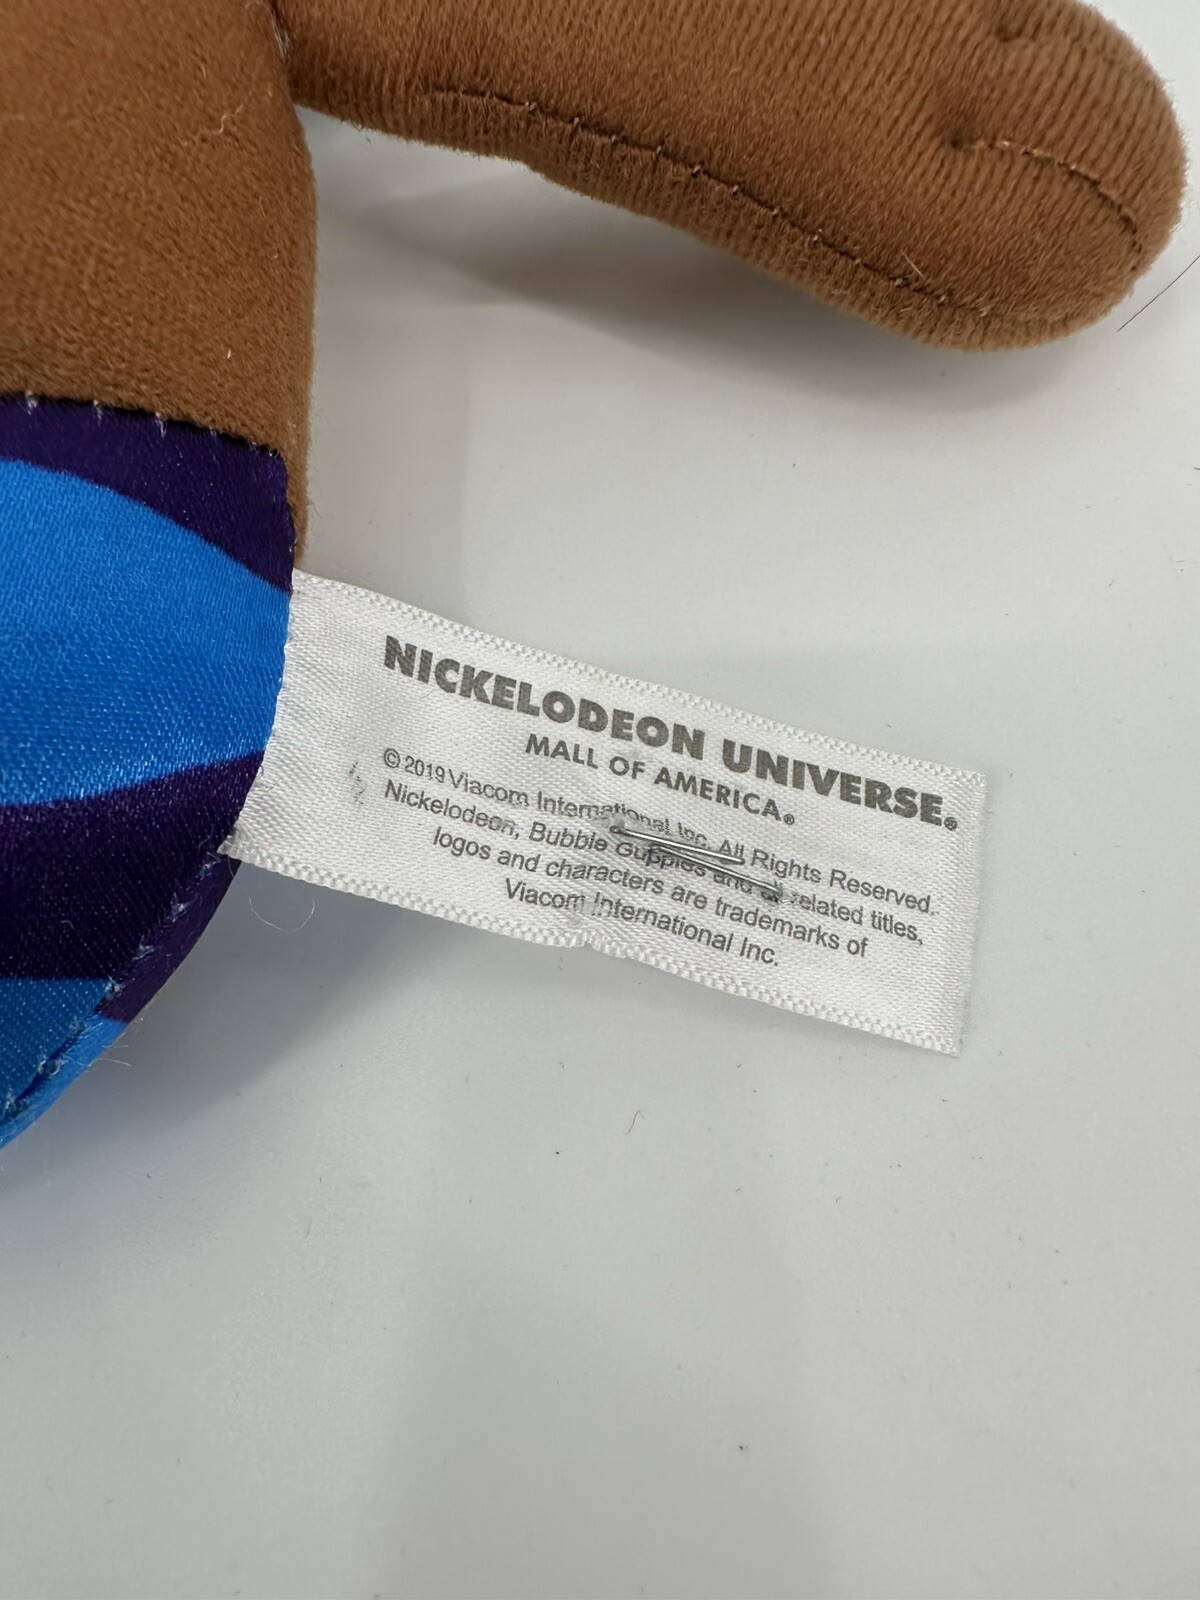 NICKELODEON UNIVERSE®
MALL OF AMERICA®
© 2019 Viacom International Inc. All Rights Reserved.
Nickelodeon, Bubble Guppies and all related titles,
logos and characters are trademarks of
Viacom International Inc.